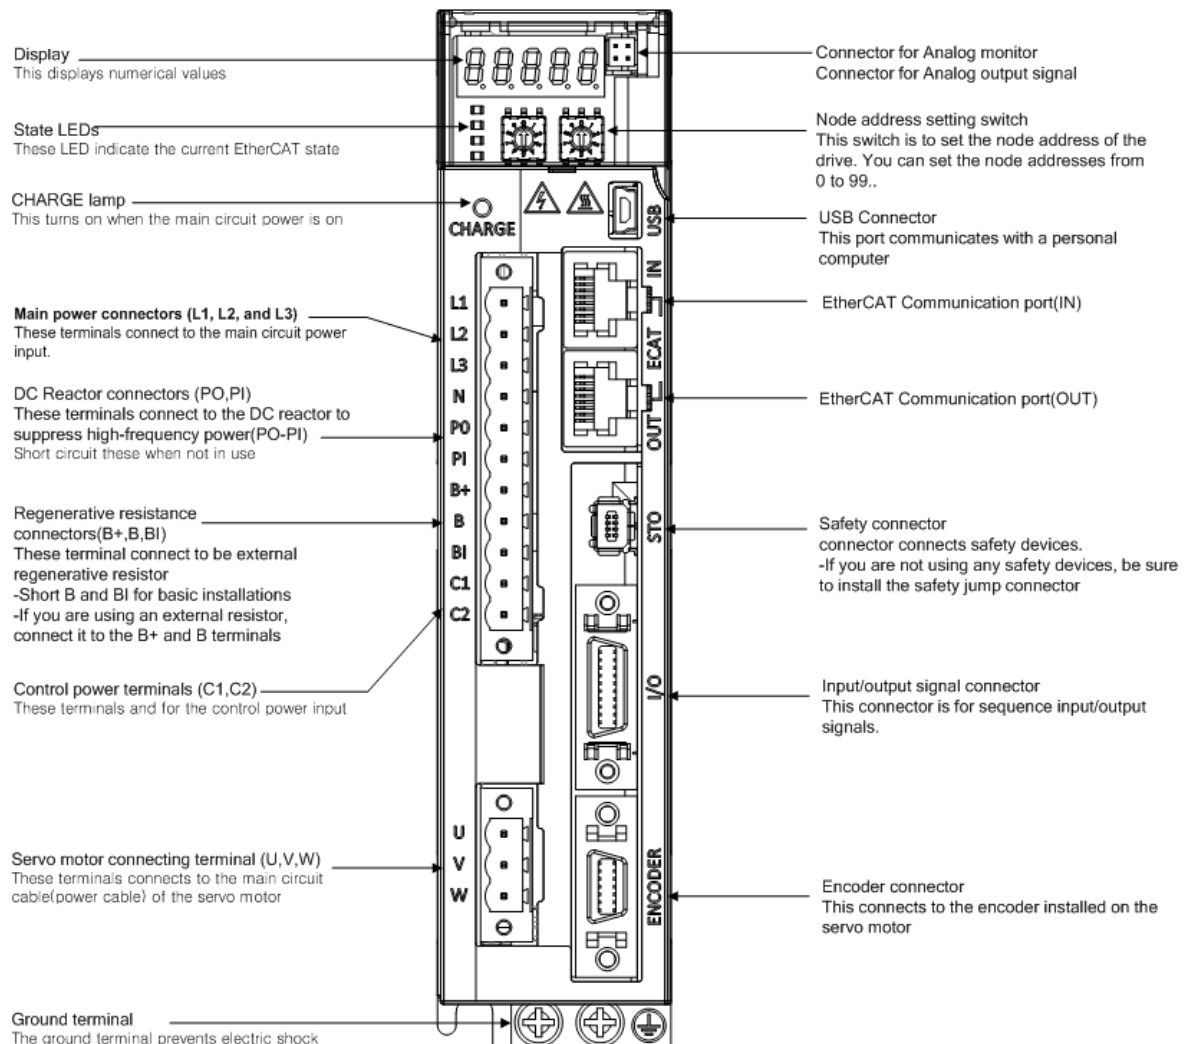 Display
This displays numerical values
State LEDs
These LED indicate the current EtherCAT state
CHARGE lamp
This turns on when the main circuit power is on
Main power connectors (L1, L2, and L3)
These terminals connect to the main circuit power
input.
DC Reactor connectors (PO,PI)
These terminals connect to the DC reactor to
suppress high-frequency power(PO-PI)
Short circuit these when not in use
Regenerative resistance
connectors(B+,B,BI)
These terminal connect to be external
regenerative resistor
-Short B and BI for basic installations
-If you are using an external resistor,
connect it to the B+ and B terminals
Control power terminals (C1,C2)
These terminals and for the control power input
Servo motor connecting terminal (U,V,W)
These terminals connects to the main circuit
cable(power cable) of the servo motor
Ground terminal
The ground terminal prevents electric shock
88888
CHARGE
L1
L2
L3
N
PO
PI
B+
B
BI
C1
C2
U
V
W
USB
IN
ECAT
OUT
STO
I/O
ENCODER
Connector for Analog monitor
Connector for Analog output signal
Node address setting switch
This switch is to set the node address of the
drive. You can set the node addresses from
0 to 99..
USB Connector
This port communicates with a personal
computer
EtherCAT Communication port(IN)
EtherCAT Communication port(OUT)
Safety connector
connector connects safety devices.
-If you are not using any safety devices, be sure
to install the safety jump connector
Input/output signal connector
This connector is for sequence input/output
signals.
Encoder connector
This connects to the encoder installed on the
servo motor